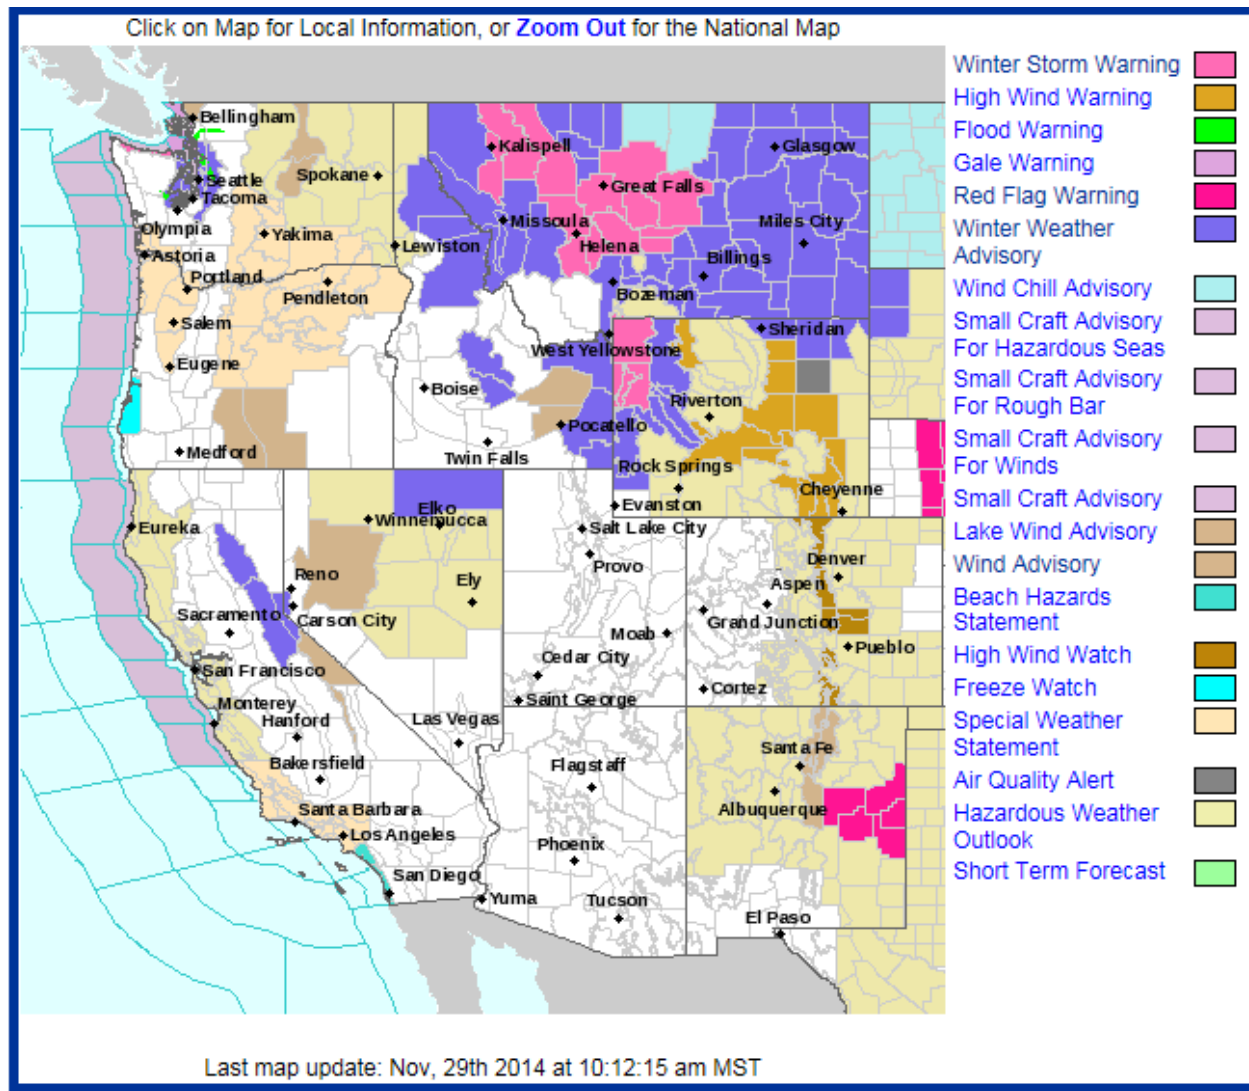 Click on Map for Local Information, or Zoom Out for the National Map
Bellingham
Seattle
Tacoma
Olympia
Spokane
Yakima
Astoria
Portland
Pendleton
Salem
Eugene
Medford
Kalispell
Great Falls
Glasgow
Missoula
Helena
Miles City
Lewiston
Billings
Bozeman
Sheridan
West Yellowstone
Boise
Riverton
Pocatello
Twin Falls
Rock Springs
Cheyenne
Evanston
Eureka
Elko
Winnemucca
Salt Lake City
Reno
Provo
Denver
Ely
Aspen
Sacramento
Carson City
Grand Junction
Moab
Pueblo
San Francisco
Cedar City
Cortez
Saint George
Monterey
Hanford
Las Vegas
Bakersfield
Flagstaff
Santa Fe
Albuquerque
Santa Barbara
Los Angeles
Phoenix
San Diego
Yuma
Tucson
El Paso
Winter Storm Warning
High Wind Warning
Flood Warning
Gale Warning
Red Flag Warning
Winter Weather
Advisory
Wind Chill Advisory
Small Craft Advisory
For Hazardous Seas
Small Craft Advisory
For Rough Bar
Small Craft Advisory
For Winds
Small Craft Advisory
Lake Wind Advisory
Wind Advisory
Beach Hazards
Statement
High Wind Watch
Freeze Watch
Special Weather
Statement
Air Quality Alert
Hazardous Weather
Outlook
Short Term Forecast
Last map update: Nov, 29th 2014 at 10:12:15 am MST